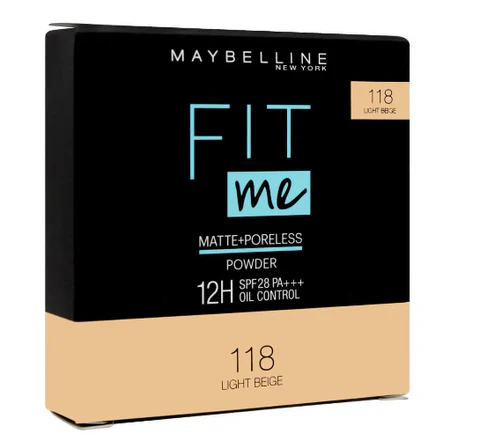 MAYBELLINE
NEW YORK
118
LIGHT BEIGE
FIT
me
MATTE+PORELESS
POWDER
12H SPF28 PA+++
OIL CONTROL
118
LIGHT BEIGE